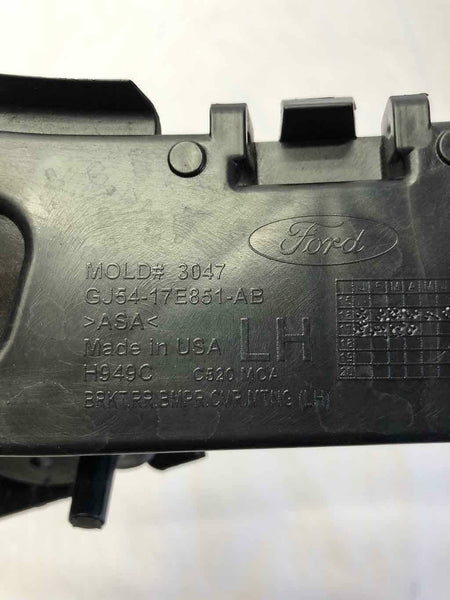 Ford
MOLD# 3047
GJ54-17E851-AB
>ASA<
Made in USA
LH
H949C C520 MCA
BRKT.RR.BMPR.CVR.MTNG (LH)
J F M A M J